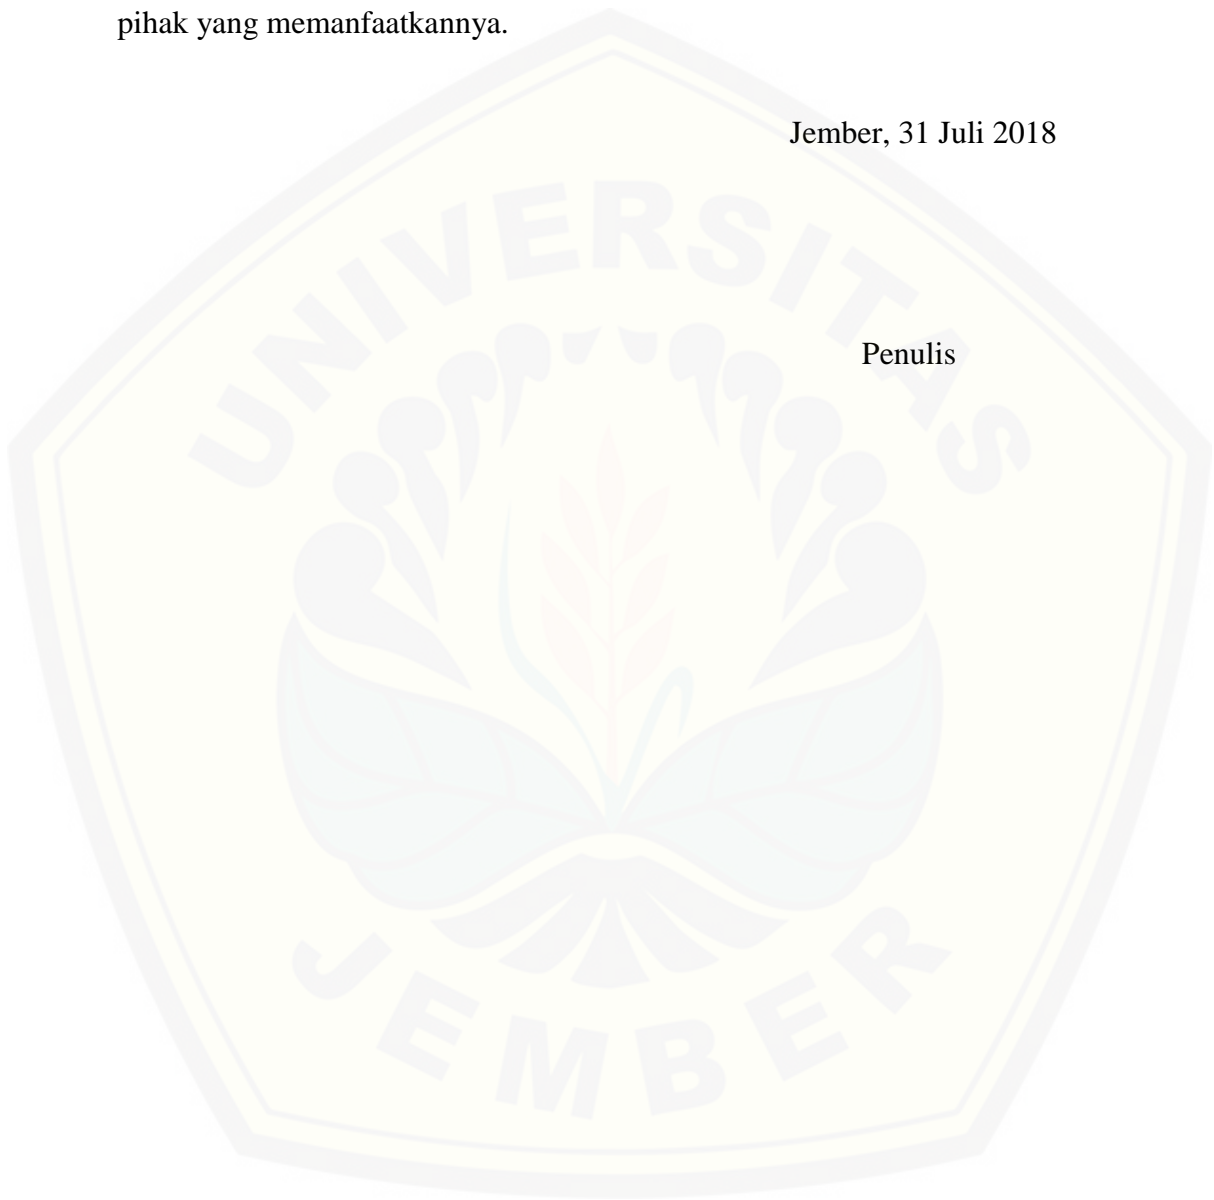 pihak yang memanfaatkannya.
Jember, 31 Juli 2018
UNIVERSITAS
Penulis
JEMBER